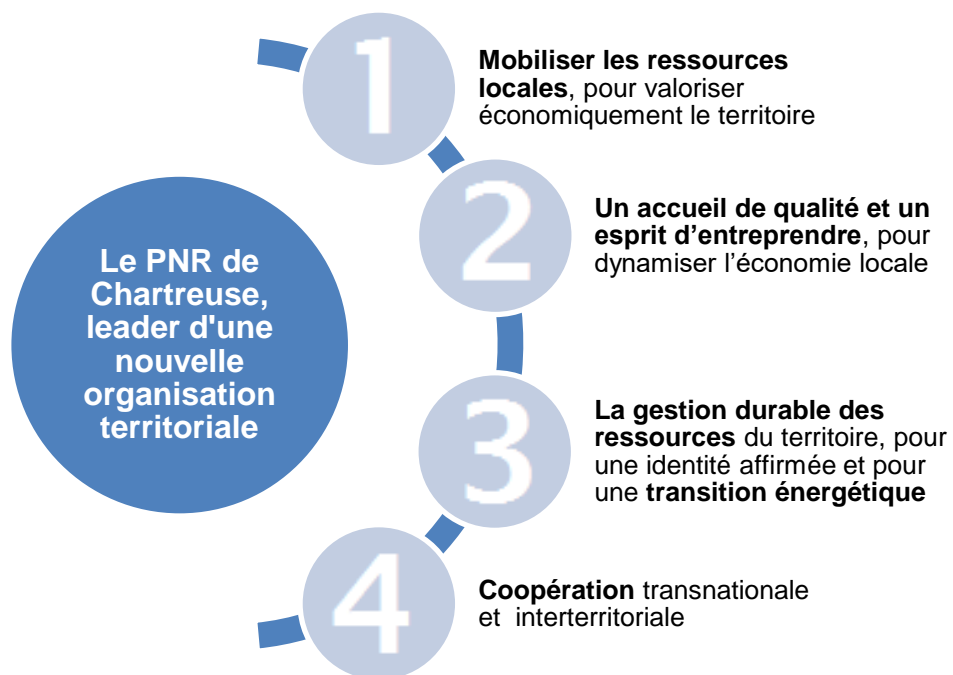 Le PNR de
Chartreuse,
leader d'une
nouvelle
organisation
territoriale
1
Mobiliser les ressources
locales, pour valoriser
économiquement le territoire
2
Un accueil de qualité et un
esprit d’entreprendre, pour
dynamiser l’économie locale
3
La gestion durable des
ressources du territoire, pour
une identité affirmée et pour
une transition énergétique
4
Coopération transnationale
et interterritoriale